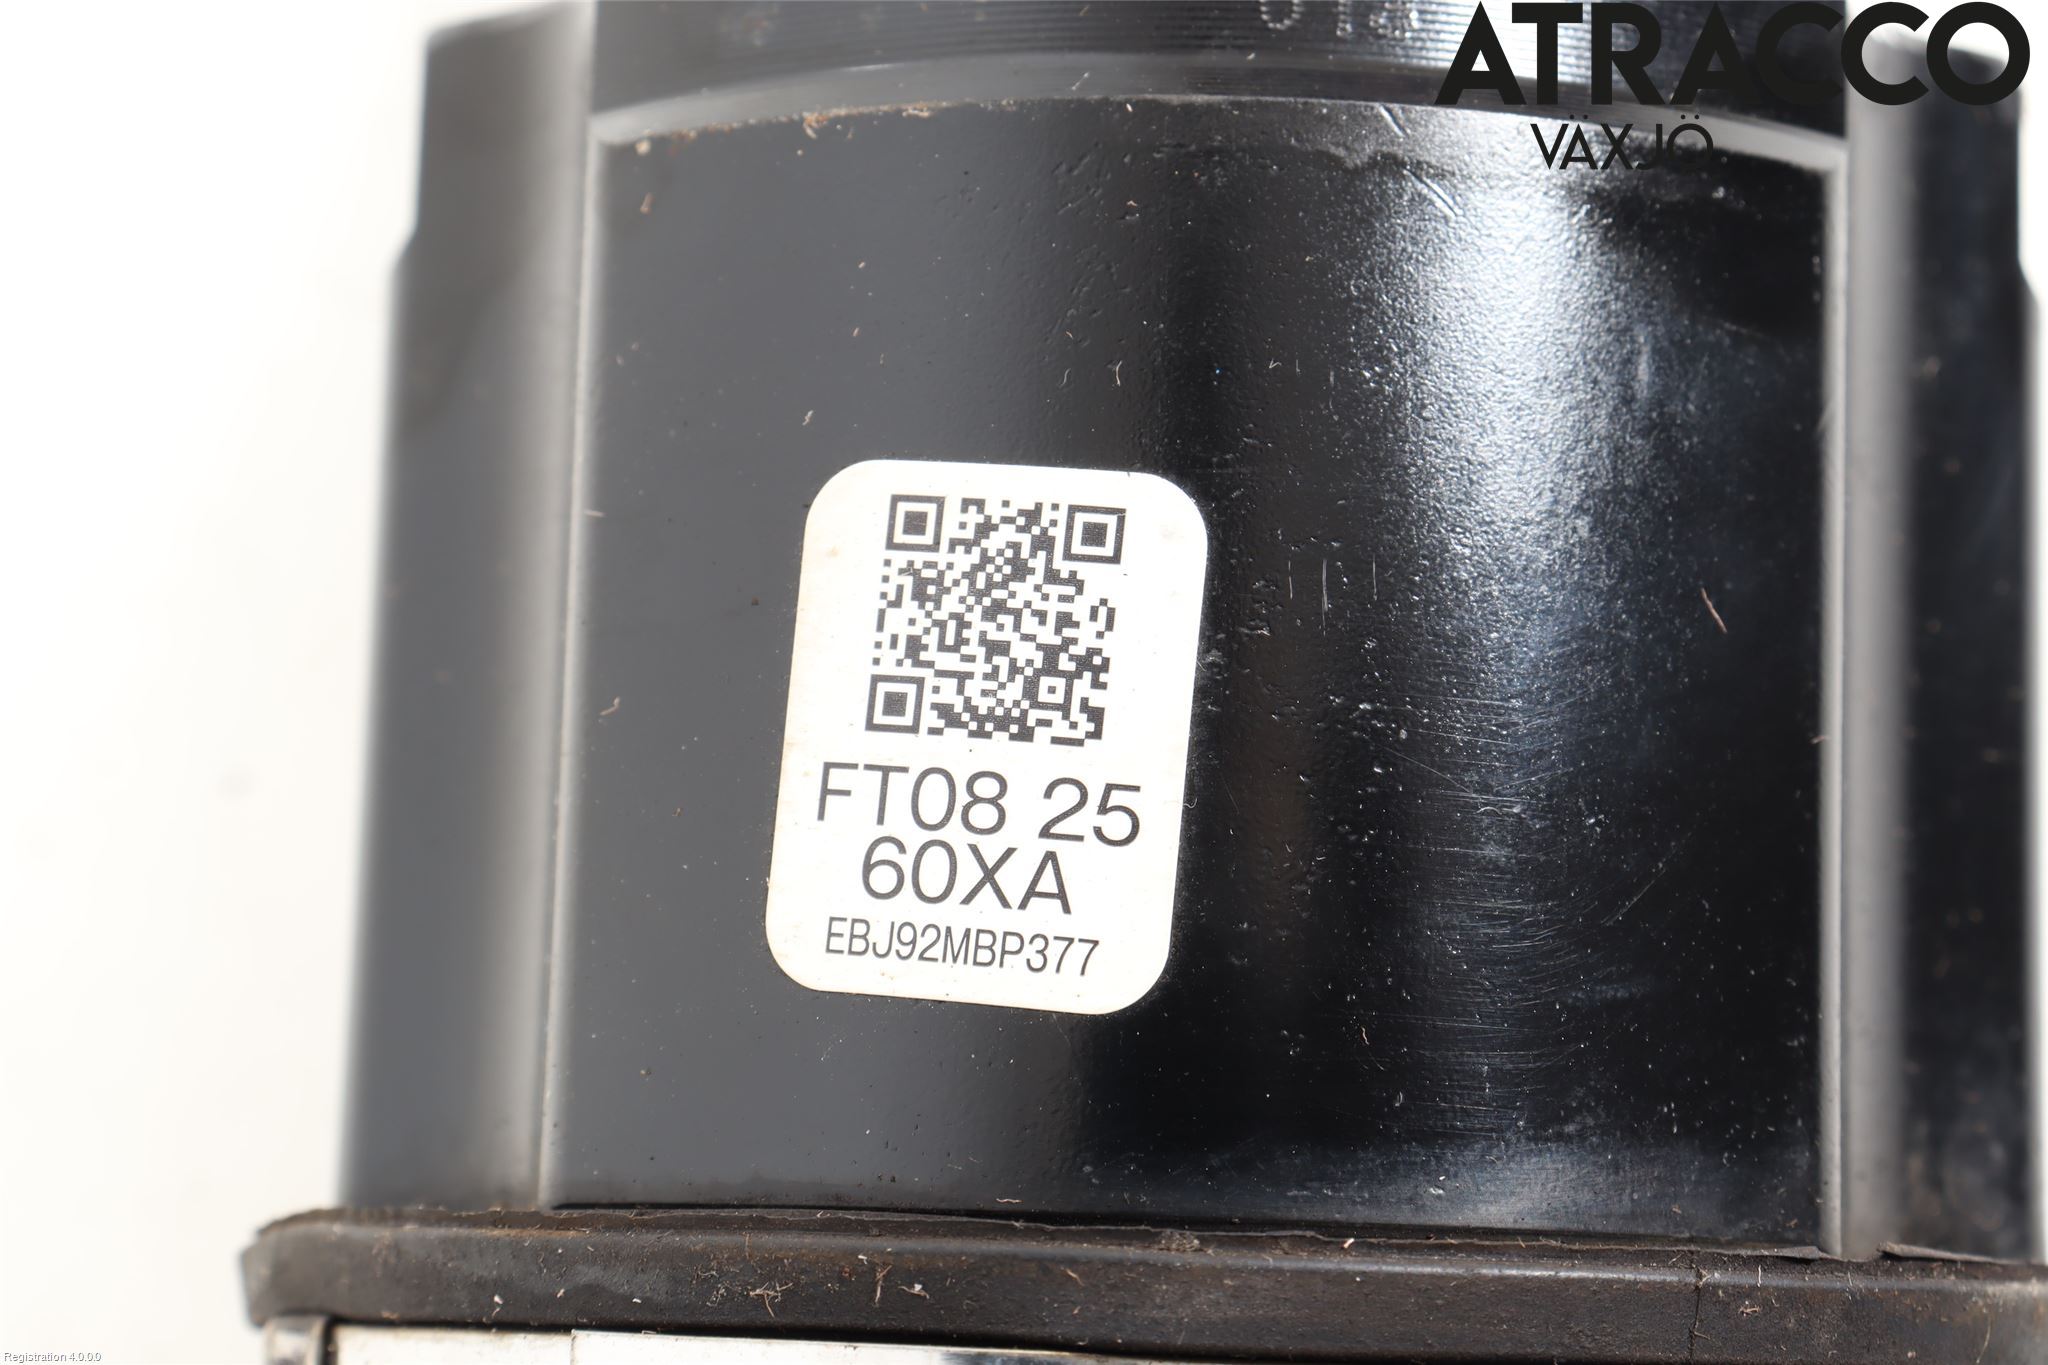 ATRACCO
VÄXJÖ
FT08 25
60XA
EBJ92MBP377
Registration 4.0.0.0